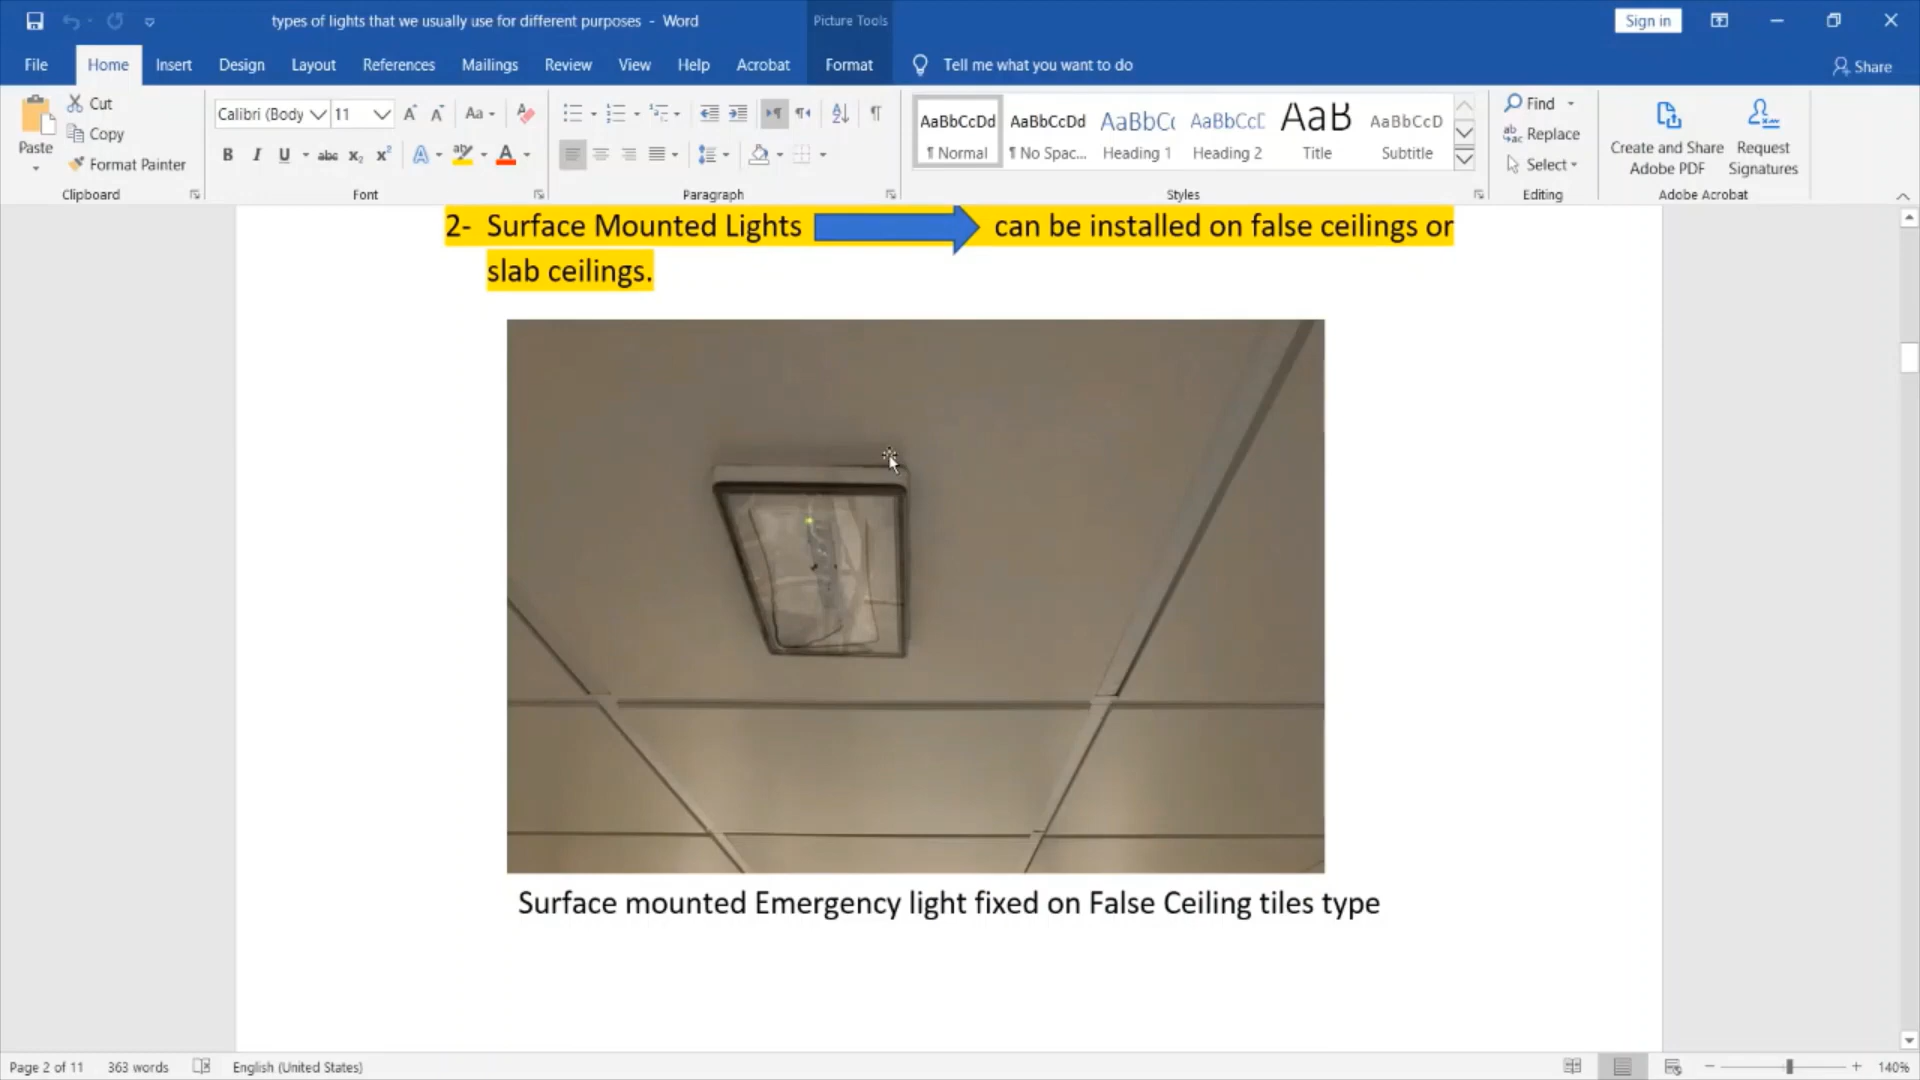 types of lights that we usually use for different purposes - Word
Picture Tools
Sign in
File Home Insert Design Layout References Mailings Review View Help Acrobat Format Tell me what you want to do Share
Paste
Cut
Copy
Format Painter
Clipboard
Calibri (Body 11
Font
Paragraph
AaBbCcDd AaBbCcDd AaBbC( AaBbCcC AaB AaBbCcD
¶ Normal ¶ No Spac... Heading 1 Heading 2 Title Subtitle
Styles
Find
Replace
Select
Editing
Create and Share
Adobe PDF
Request
Signatures
Adobe Acrobat
2- Surface Mounted Lights can be installed on false ceilings or
slab ceilings.
Surface mounted Emergency light fixed on False Ceiling tiles type
Page 2 of 11 363 words English (United States) 140%